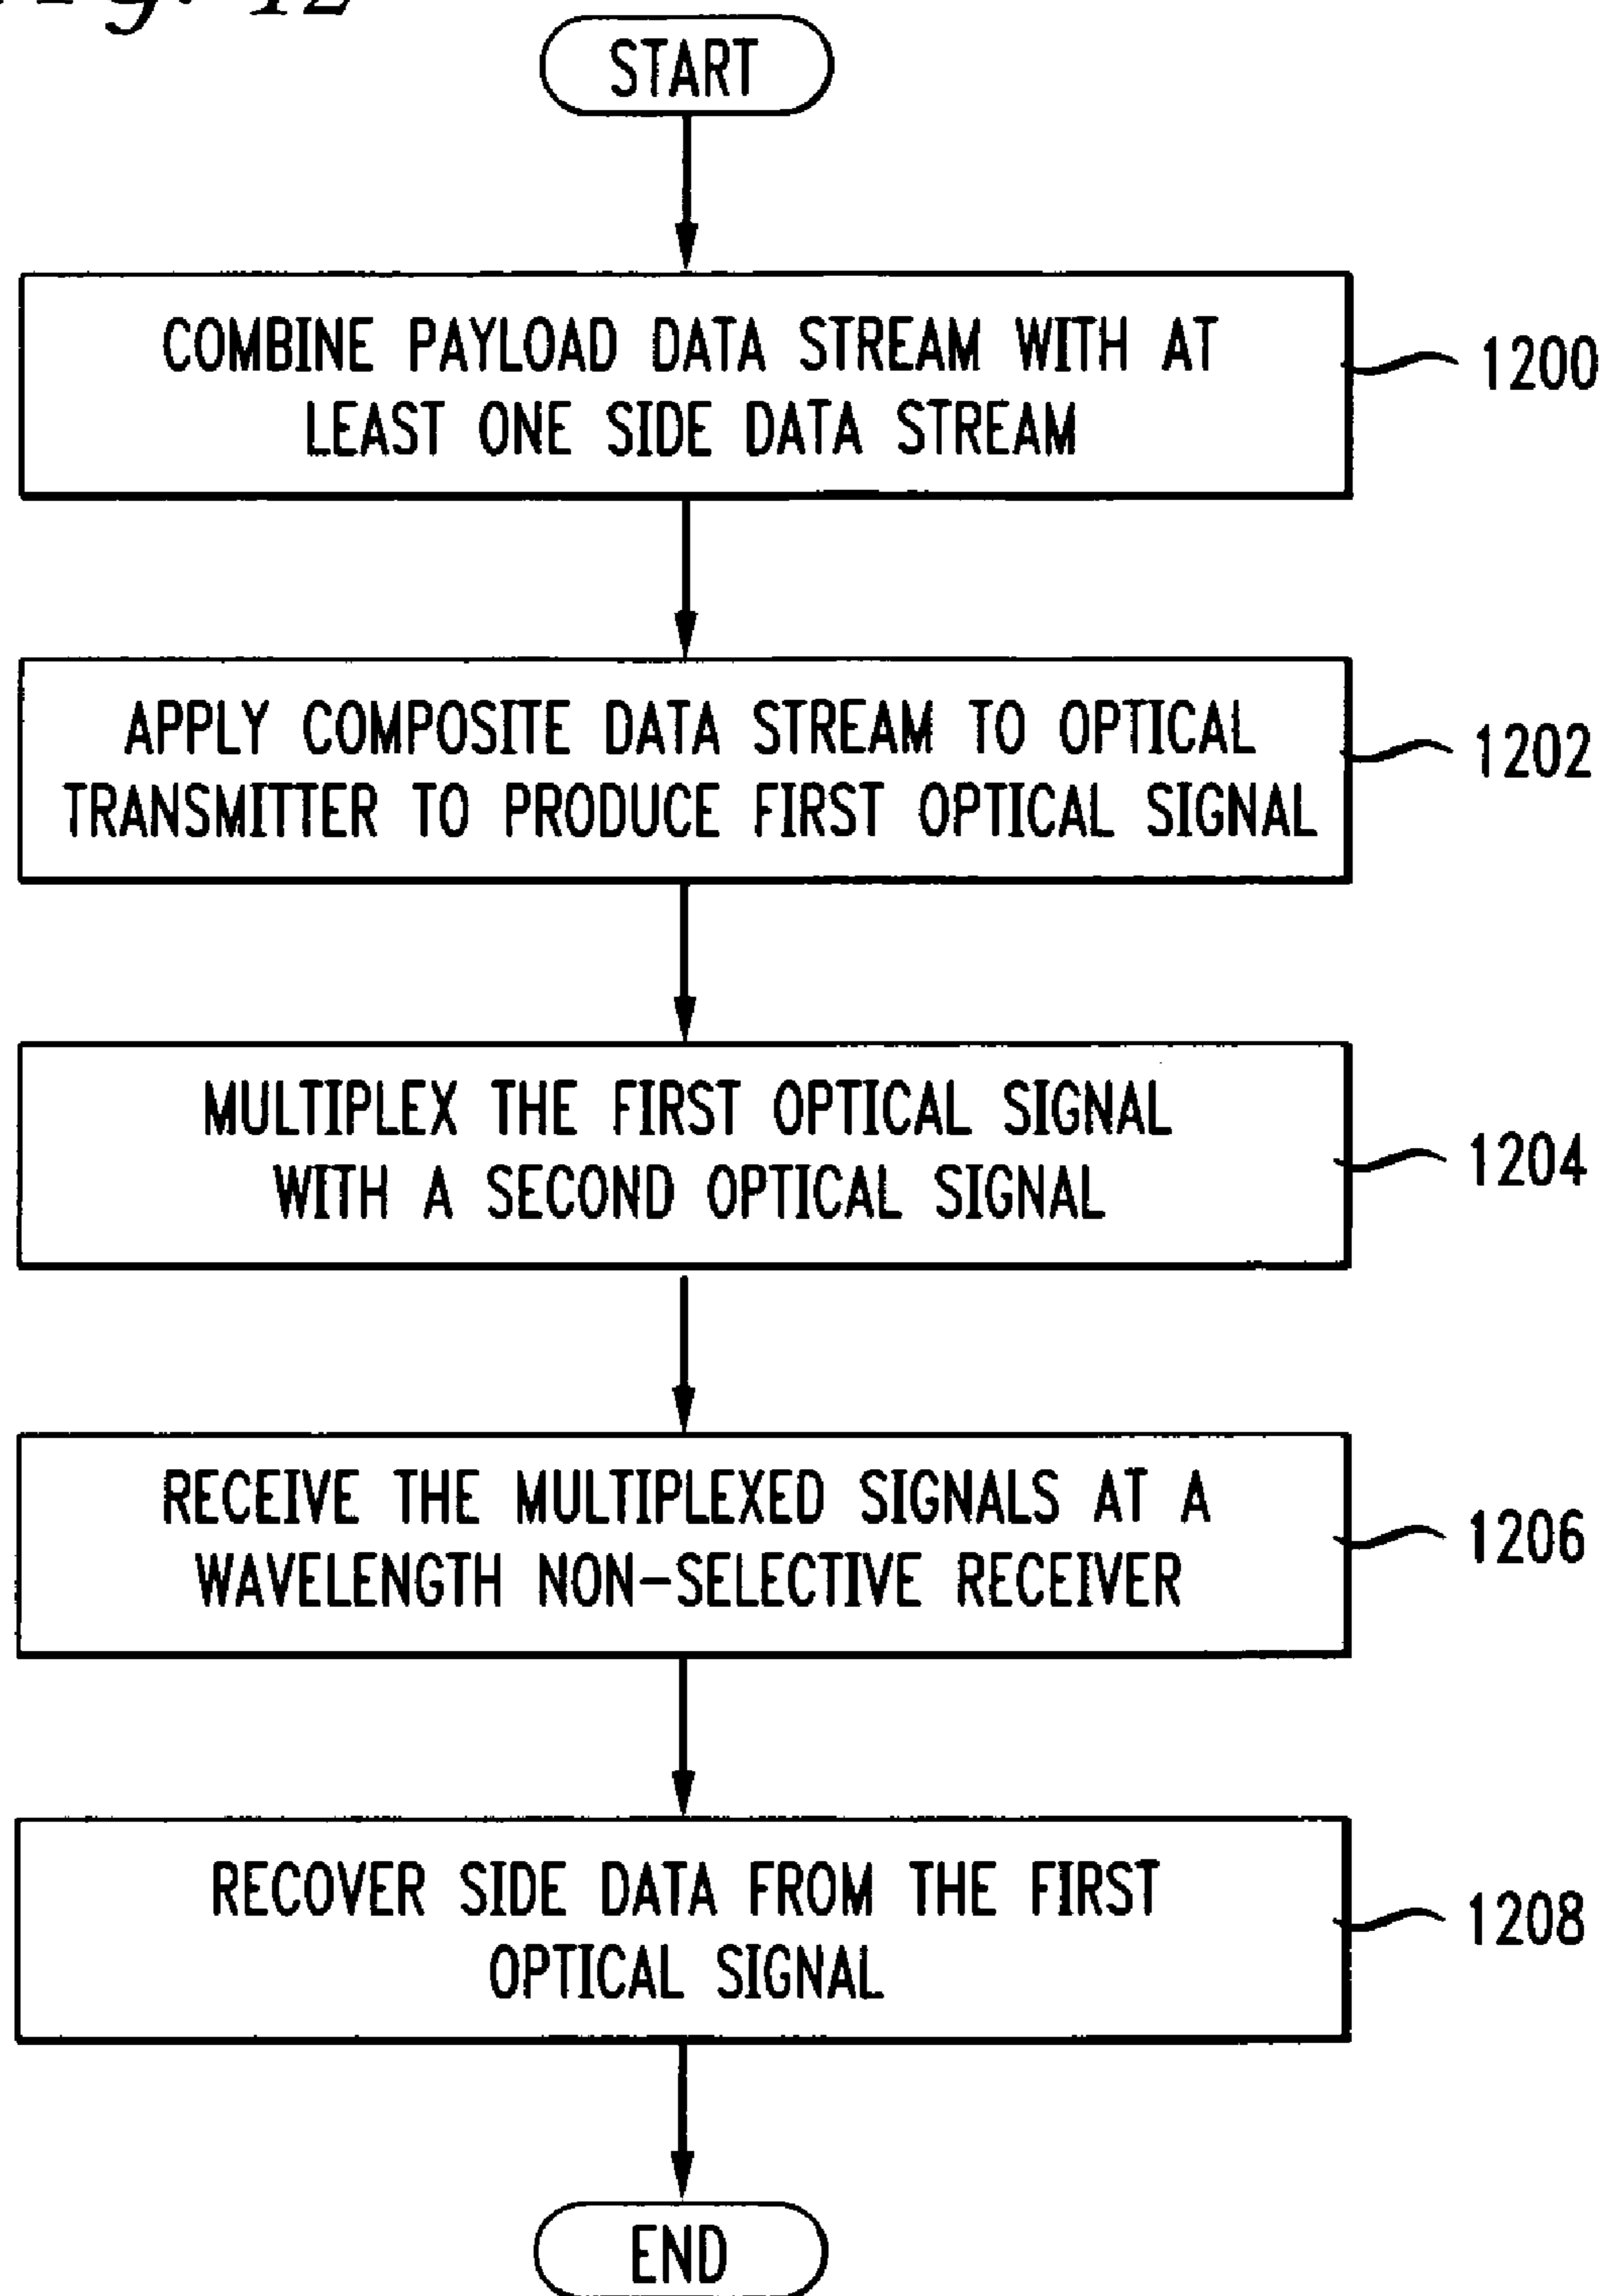 Fig. 12
START
COMBINE PAYLOAD DATA STREAM WITH AT
LEAST ONE SIDE DATA STREAM
1200
APPLY COMPOSITE DATA STREAM TO OPTICAL
TRANSMITTER TO PRODUCE FIRST OPTICAL SIGNAL
1202
MULTIPLEX THE FIRST OPTICAL SIGNAL
WITH A SECOND OPTICAL SIGNAL
1204
RECEIVE THE MULTIPLEXED SIGNALS AT A
WAVELENGTH NON-SELECTIVE RECEIVER
1206
RECOVER SIDE DATA FROM THE FIRST
OPTICAL SIGNAL
1208
END